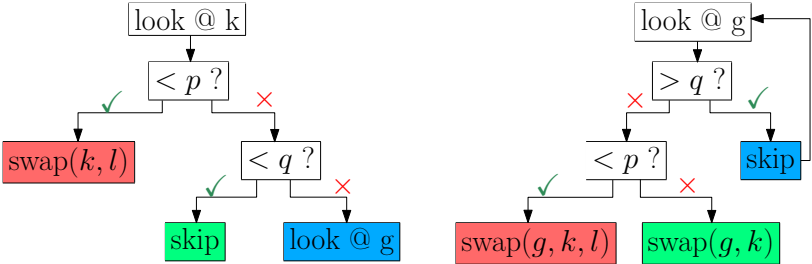 look @ k
< p ?
swap(k, l)
< q ?
skip
look @ g
look @ g
> q ?
skip
< p ?
swap(g, k, l)
swap(g, k)